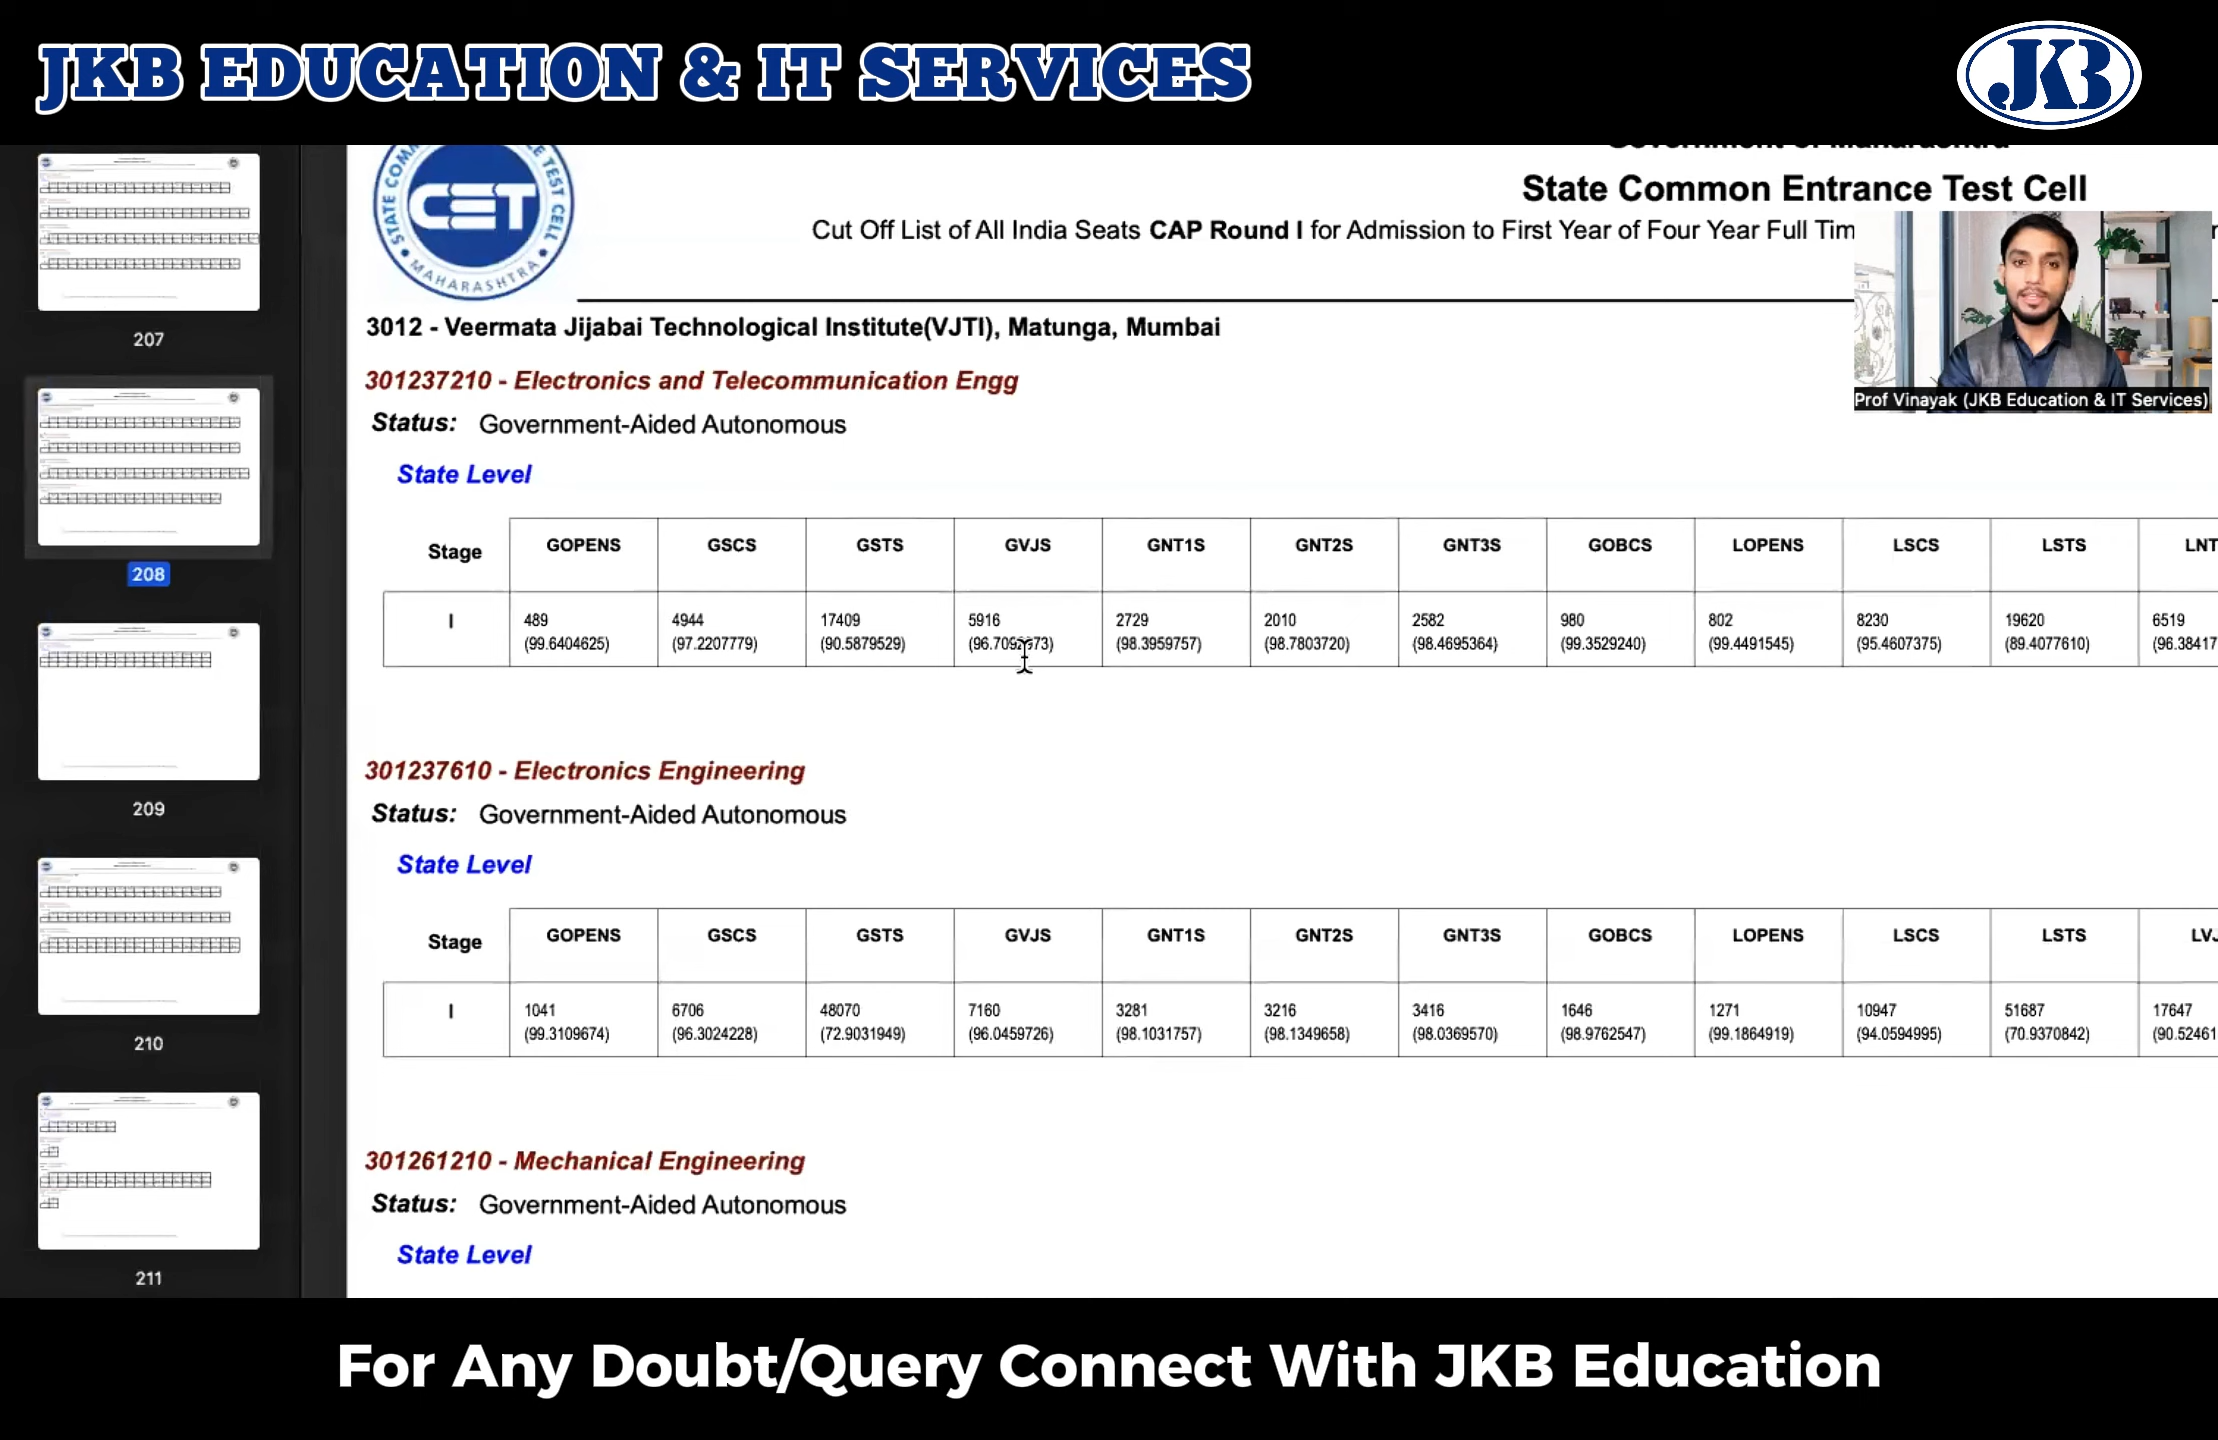 JKB EDUCATION & IT SERVICES
JKB
State Common Entrance Test Cell
Cut Off List of All India Seats CAP Round I for Admission to First Year of Four Year Full Tim
CET
MAHARASHTRA
Prof Vinayak (JKB Education & IT Services)
3012 - Veermata Jijabai Technological Institute(VJTI), Matunga, Mumbai
301237210 - Electronics and Telecommunication Engg
Status: Government-Aided Autonomous
State Level
Stage GOPENS GSCS GSTS GVJS GNT1S GNT2S GNT3S GOBCS LOPENS LSCS LSTS LNT
I 489 4944 17409 5916 2729 2010 2582 980 802 8230 19620 6519
(99.6404625) (97.2207779) (90.5879529) (98.3959757) (98.7803720) (98.4695364) (99.3529240) (99.4491545) (95.4607375) (89.4077610) (96.38417
301237610 - Electronics Engineering
Status: Government-Aided Autonomous
State Level
Stage GOPENS GSCS GSTS GVJS GNT1S GNT2S GNT3S GOBCS LOPENS LSCS LSTS LVJ
I 1041 6706 48070 7160 3281 3216 3416 1646 1271 10947 51687 17647
(99.3109674) (96.3024228) (72.9031949) (96.0459726) (98.1031757) (98.1349658) (98.0369570) (98.9762547) (99.1864919) (94.0594995) (70.9370842) (90.52461
301261210 - Mechanical Engineering
Status: Government-Aided Autonomous
State Level
207
208
209
210
211
For Any Doubt/Query Connect With JKB Education